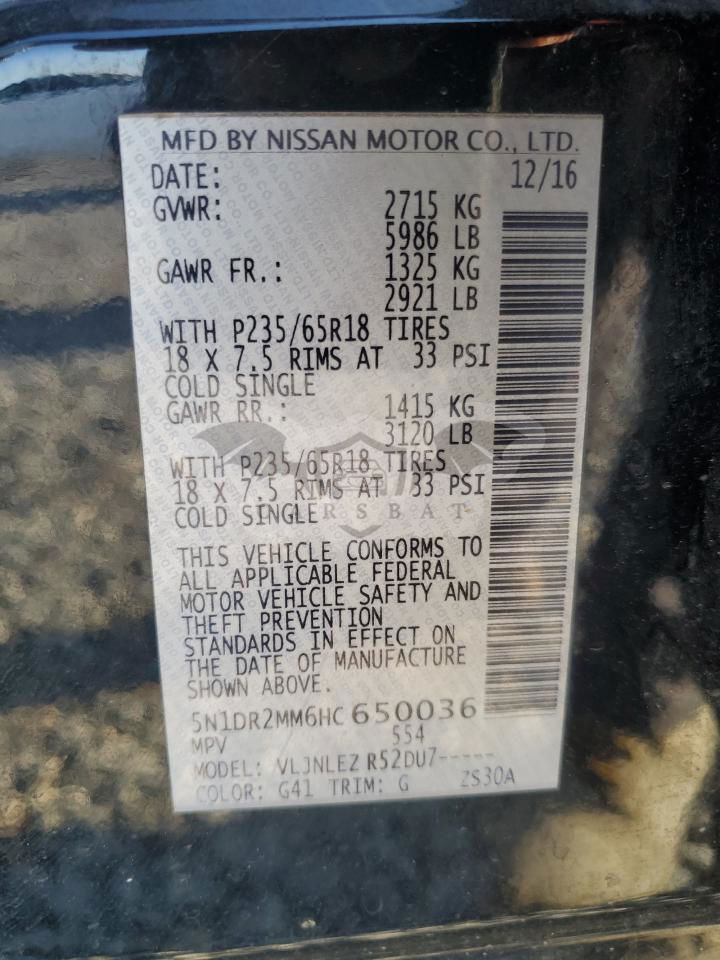 MFD BY NISSAN MOTOR CO., LTD.
DATE: 12/16
GVWR: 2715 KG
5986 LB
GAWR FR.: 1325 KG
2921 LB
WITH P235/65R18 TIRES
18 X 7.5 RIMS AT 33 PSI
COLD SINGLE
GAWR RR.: 1415 KG
3120 LB
WITH P235/65R18 TIRES
18 X 7.5 RIMS AT 33 PSI
COLD SINGLE
RSBAT
THIS VEHICLE CONFORMS TO
ALL APPLICABLE FEDERAL
MOTOR VEHICLE SAFETY AND
THEFT PREVENTION
STANDARDS IN EFFECT ON
THE DATE OF MANUFACTURE
SHOWN ABOVE.
5N1DR2MM6HC 650036
MPV 554
MODEL: VLJNLEZ R52DU7-----
COLOR: G41 TRIM: G ZS30A